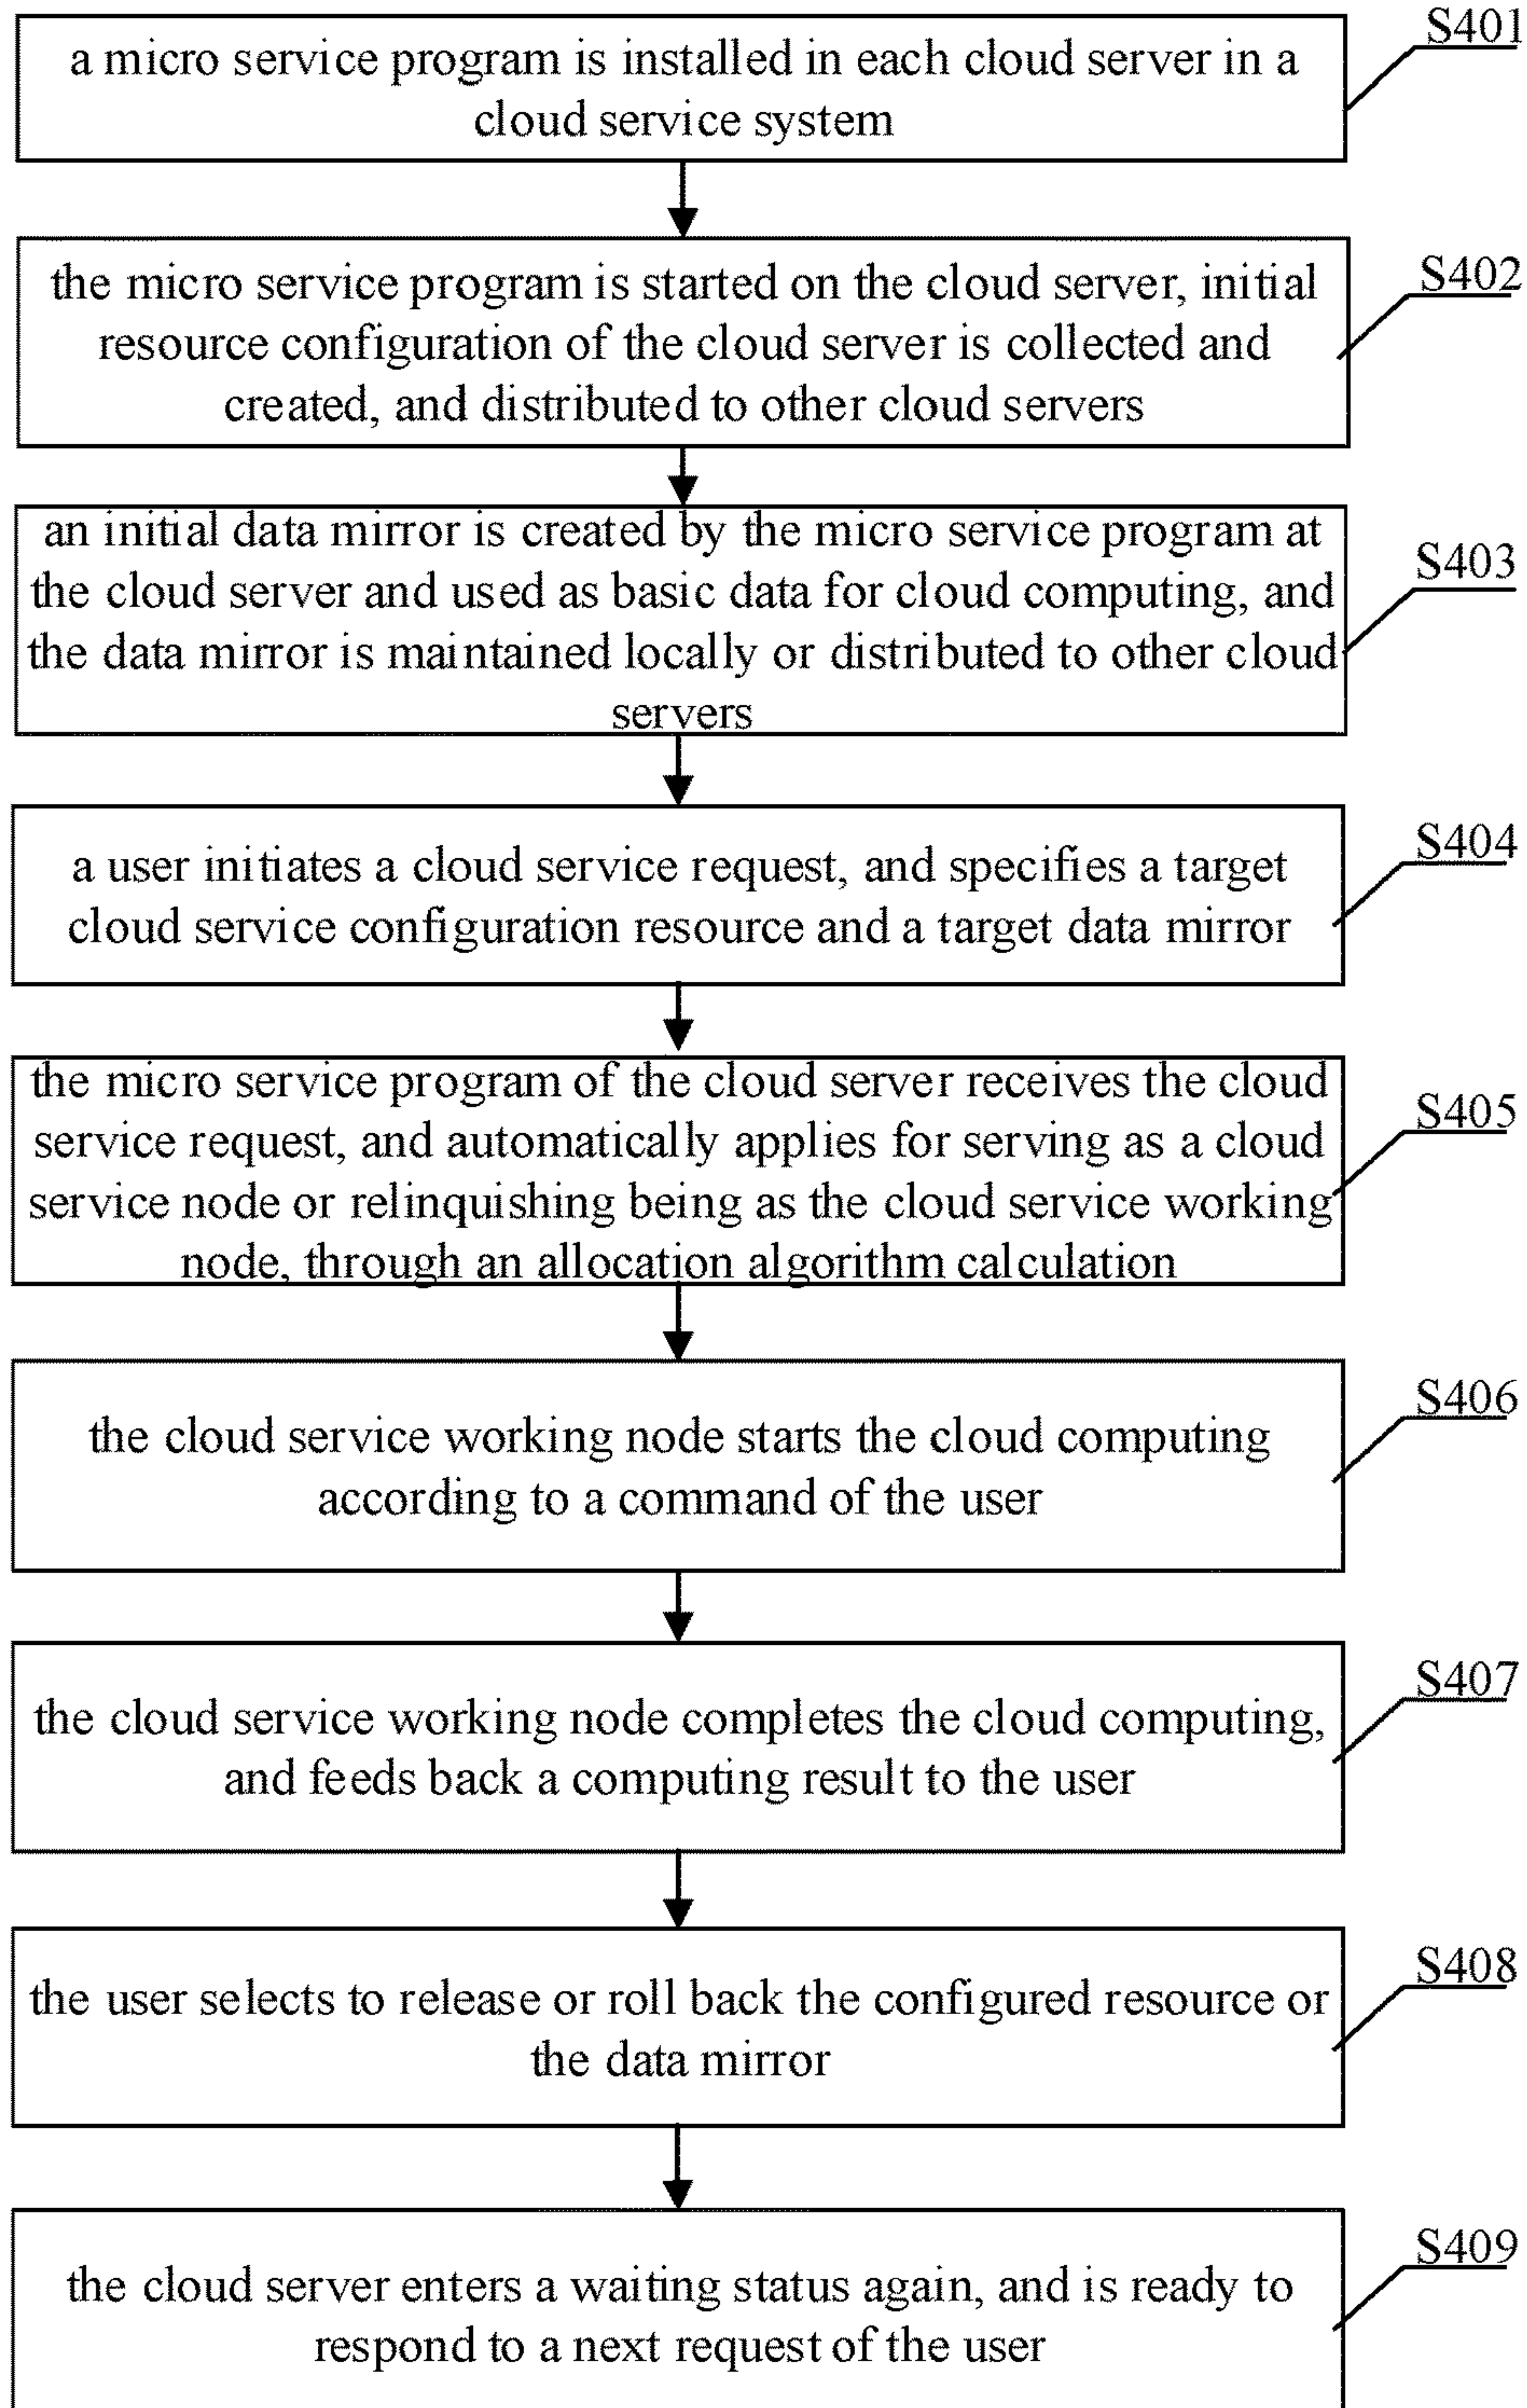 a micro service program is installed in each cloud server in a
cloud service system
S401
the micro service program is started on the cloud server, initial
resource configuration of the cloud server is collected and
created, and distributed to other cloud servers
S402
an initial data mirror is created by the micro service program at
the cloud server and used as basic data for cloud computing, and
the data mirror is maintained locally or distributed to other cloud
servers
S403
a user initiates a cloud service request, and specifies a target
cloud service configuration resource and a target data mirror
S404
the micro service program of the cloud server receives the cloud
service request, and automatically applies for serving as a cloud
service node or relinquishing being as the cloud service working
node, through an allocation algorithm calculation
S405
the cloud service working node starts the cloud computing
according to a command of the user
S406
the cloud service working node completes the cloud computing,
and feeds back a computing result to the user
S407
the user selects to release or roll back the configured resource or
the data mirror
S408
the cloud server enters a waiting status again, and is ready to
respond to a next request of the user
S409